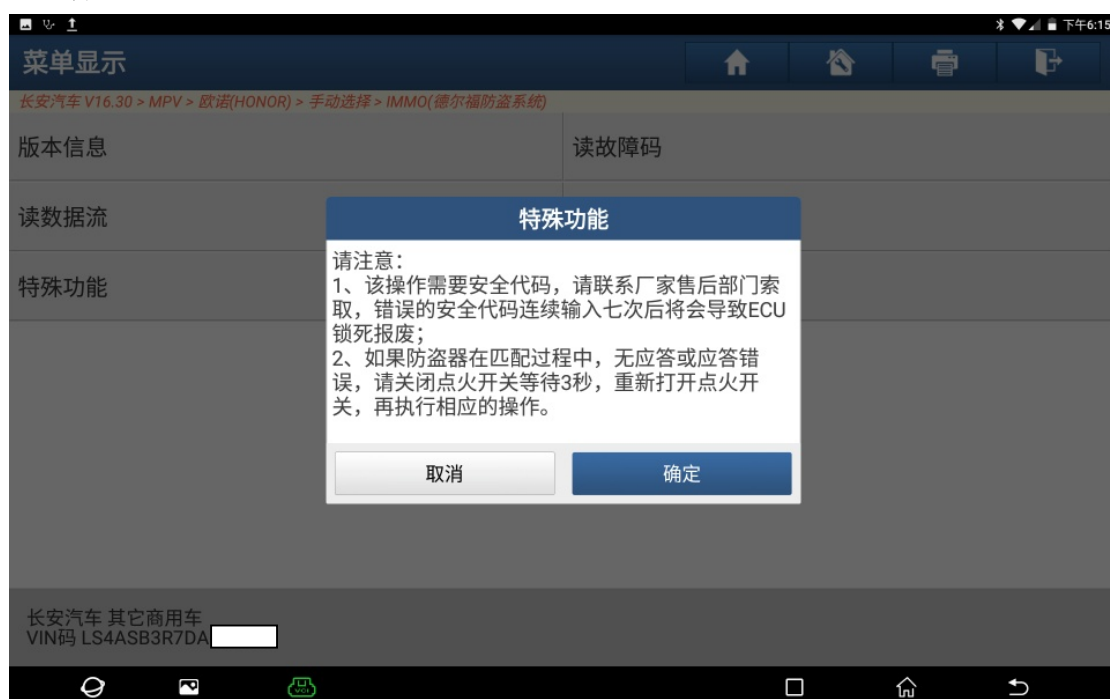 下午6:15
菜单显示
长安汽车 V16.30 > MPV > 欧诺(HONOR) > 手动选择 > IMMO(德尔福防盗系统)
版本信息
读故障码
读数据流
特殊功能
特殊功能
请注意：
1、该操作需要安全代码，请联系厂家售后部门索
取，错误的安全代码连续输入七次后将会导致ECU
锁死报废；
2、如果防盗器在匹配过程中，无应答或应答错
误，请关闭点火开关等待3秒，重新打开点火开
关，再执行相应的操作。
取消
确定
长安汽车 其它商用车
VIN码 LS4ASB3R7DA
VCI